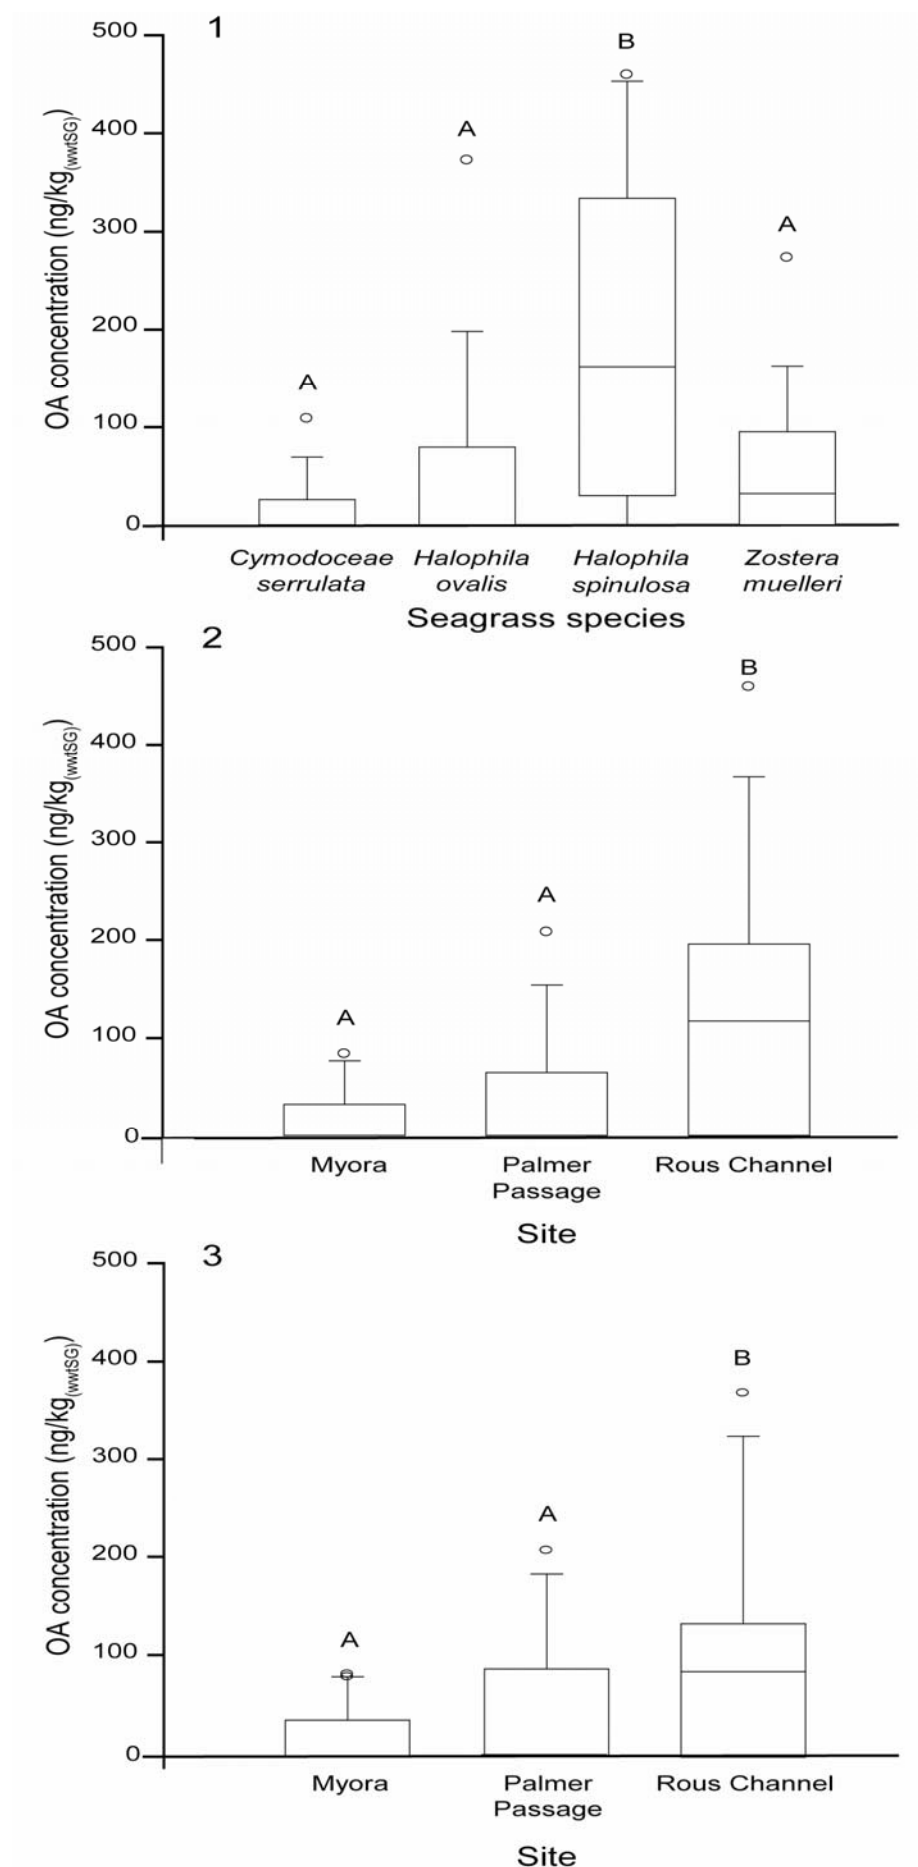 1
500
400
300
200
100
0
OA concentration (ng/kg(wwtSG))
A
A
B
A
Cymodoceae serrulata
Halophila ovalis
Halophila spinulosa
Zostera muelleri
Seagrass species
2
500
400
300
200
100
0
OA concentration (ng/kg(wwtSG))
A
A
B
Myora
Palmer Passage
Rous Channel
Site
3
500
400
300
200
100
0
OA concentration (ng/kg(wwtSG))
A
A
B
Myora
Palmer Passage
Rous Channel
Site